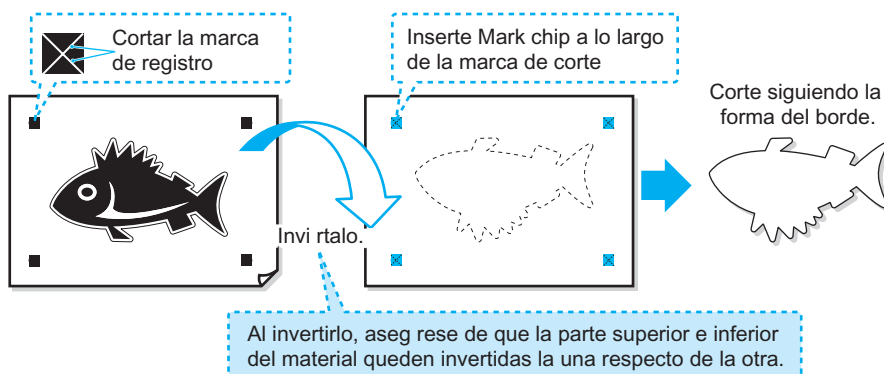 Cortar la marca
de registro
Inserte Mark chip a lo largo
de la marca de corte
Corte siguiendo la
forma del borde.
Invi rtalo.
Al invertirlo, aseg rese de que la parte superior e inferior
del material queden invertidas la una respecto de la otra.